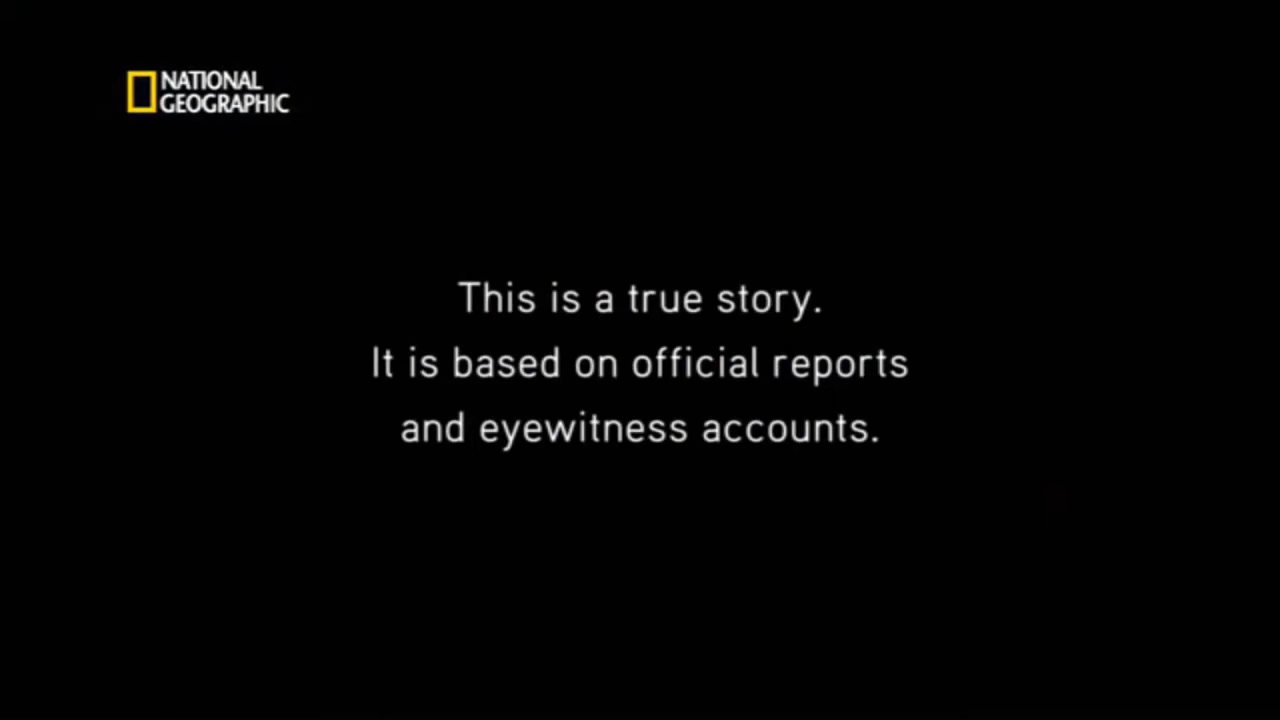 NATIONAL
GEOGRAPHIC
This is a true story.
It is based on official reports
and eyewitness accounts.